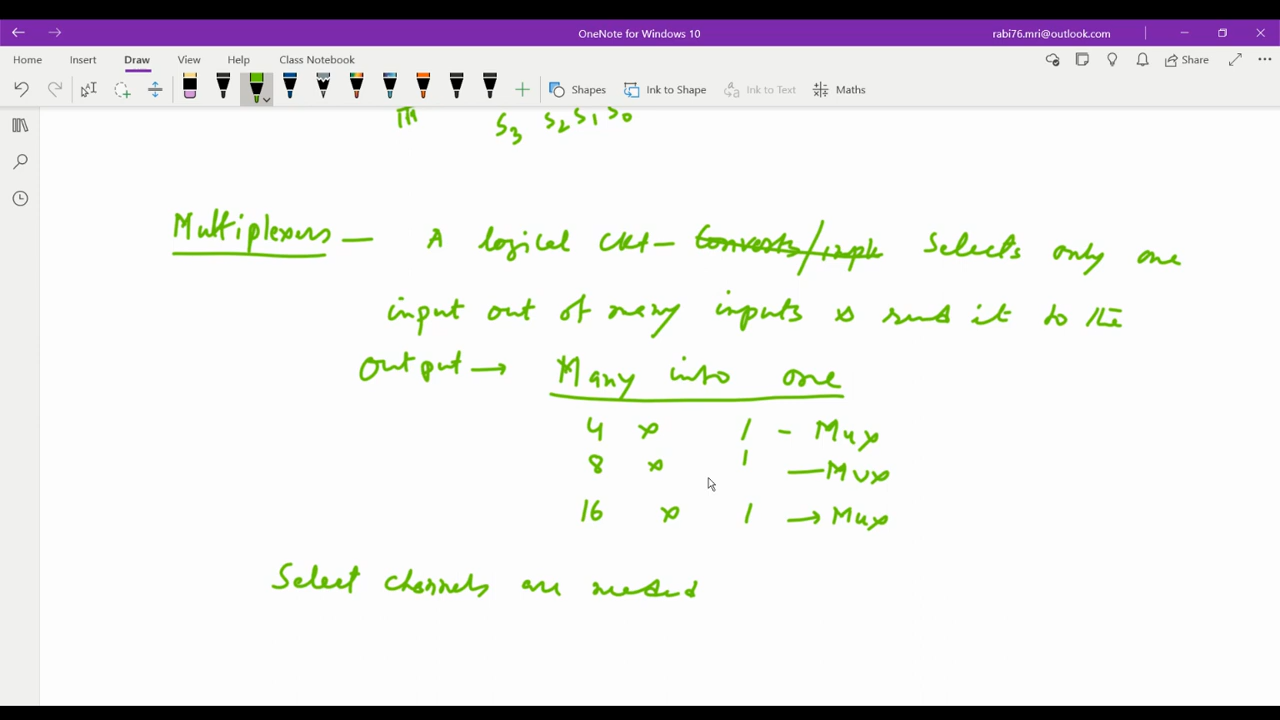 OneNote for Windows 10
rabi76.mri@outlook.com
Home Insert Draw View Help Class Notebook
Share
Shapes Ink to Shape Ink to Text Maths
S3 S2 S1 S0
Multiplexers — A logical Ckt — Converts/ Selects only one
input out of many inputs & send it to the
Output → Many into one
4 x 1 - Mux
8 x 1 — Mux
16 x 1 → Mux
Select channels are needed